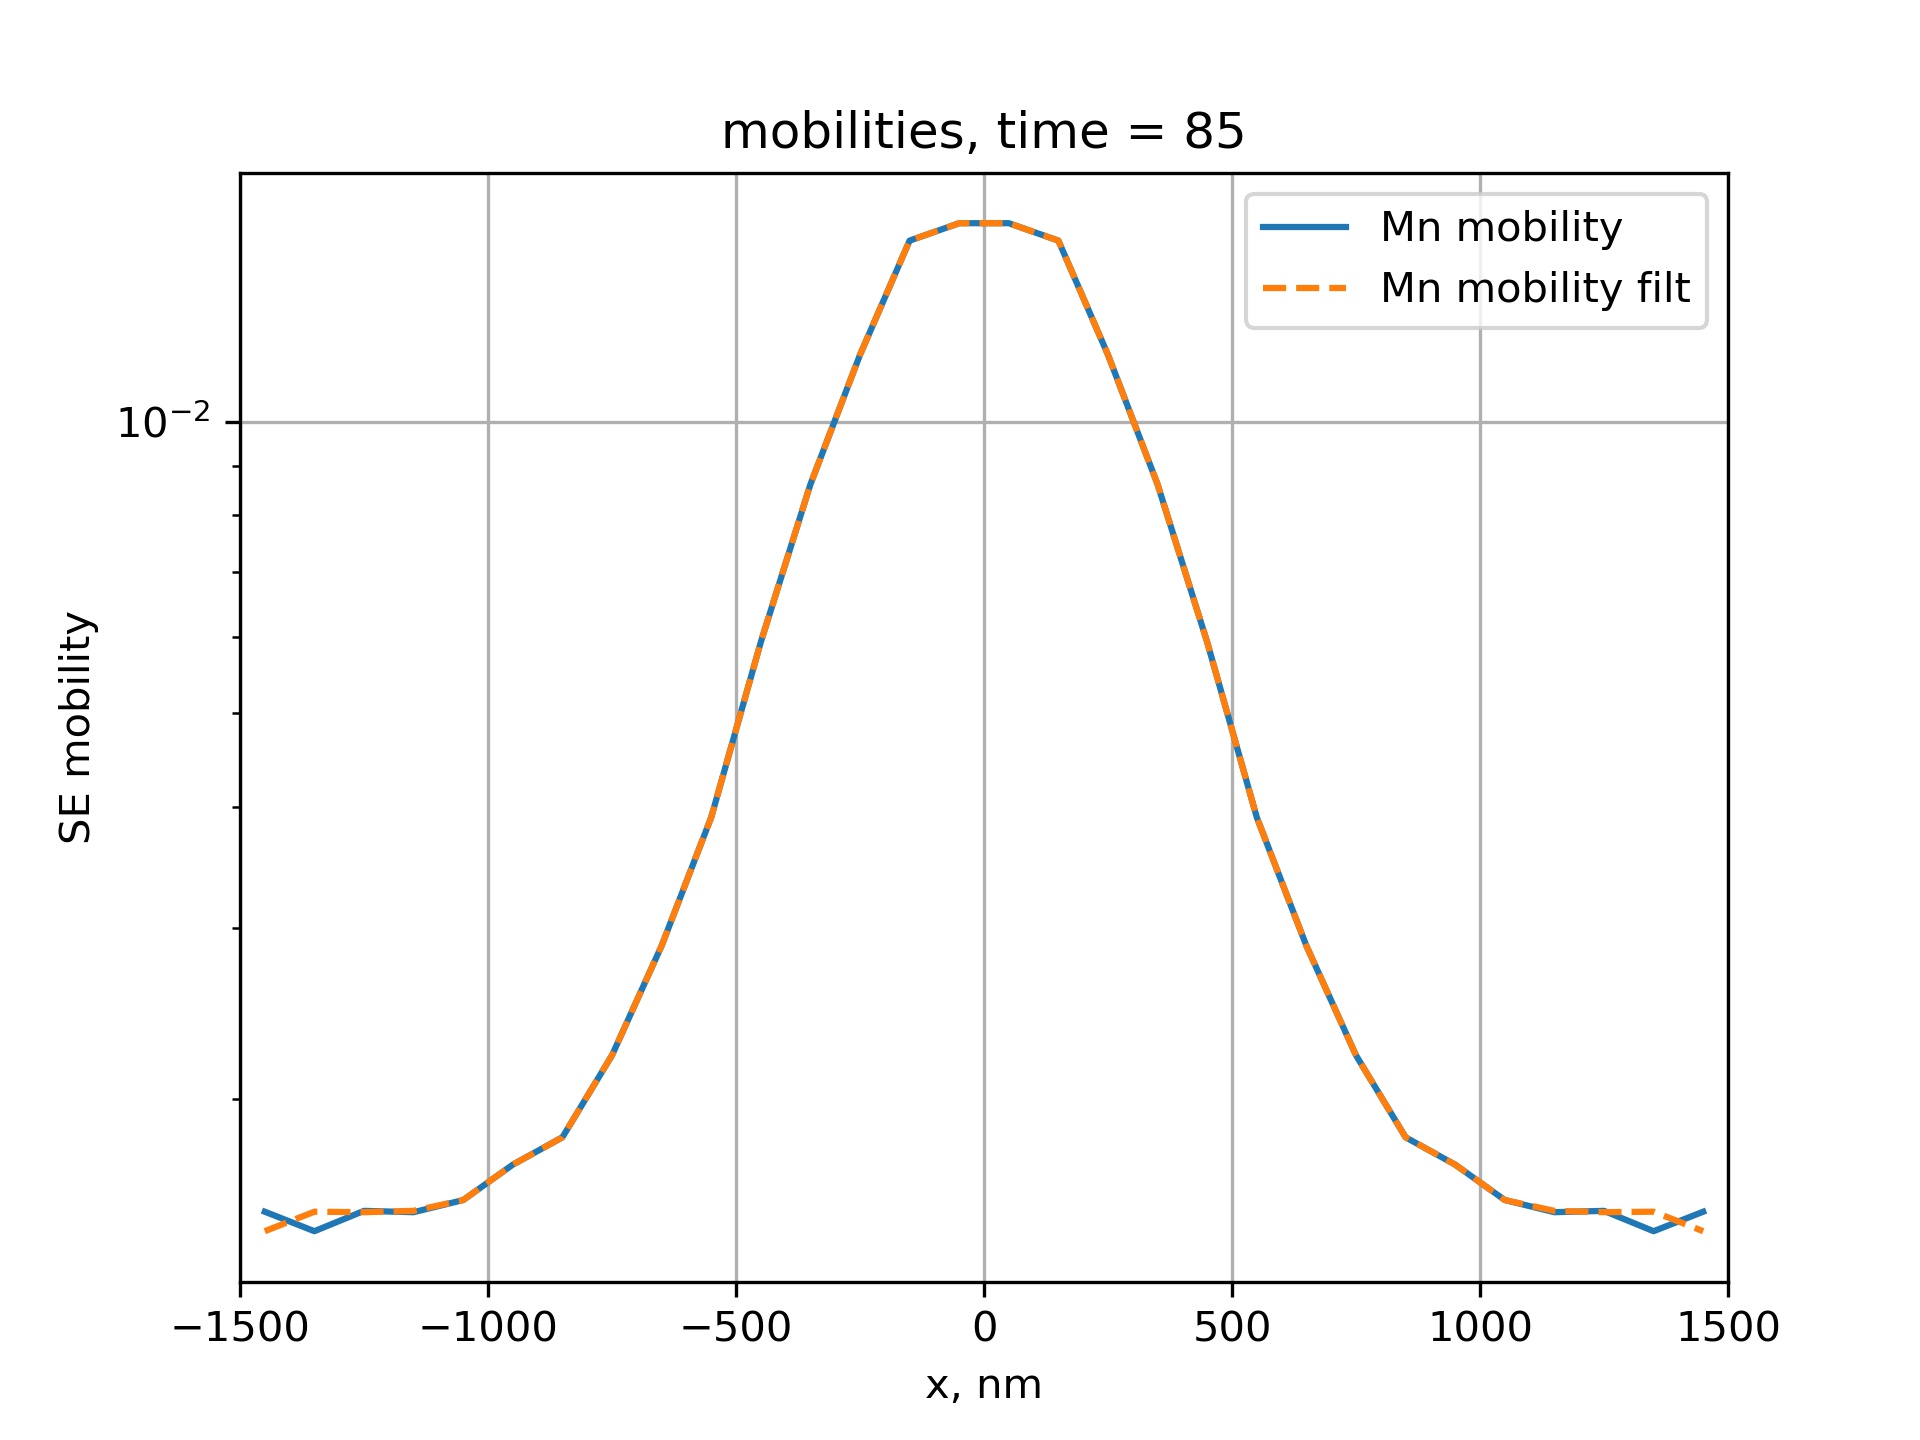 mobilities, time = 85
Mn mobility
Mn mobility filt
10⁻²
SE mobility
−1500 −1000 −500 0 500 1000 1500
x, nm